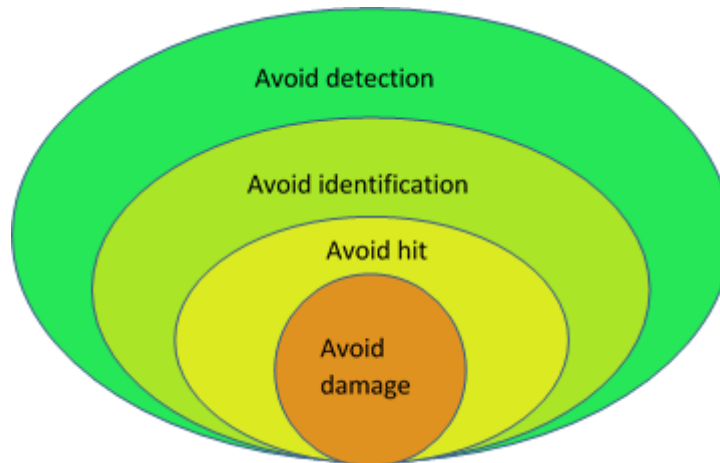 Avoid detection
Avoid identification
Avoid hit
Avoid
damage